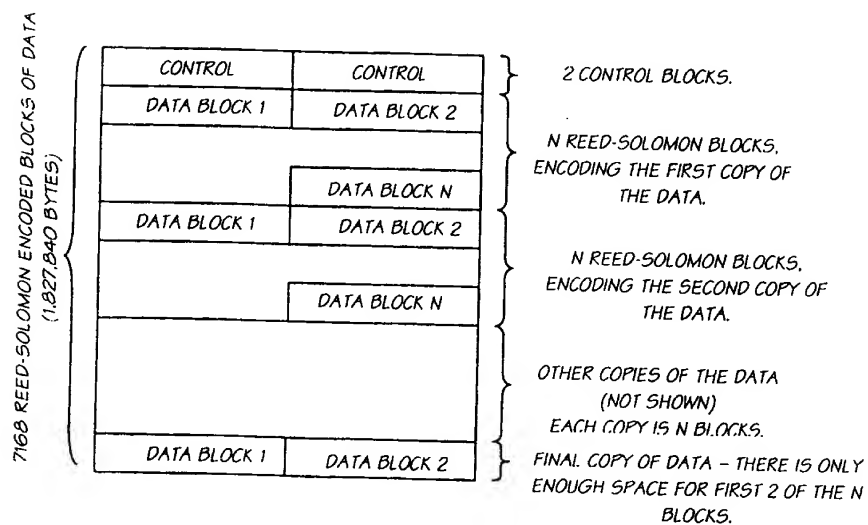 7168 REED-SOLOMON ENCODED BLOCKS OF DATA
(1,827,840 BYTES)
CONTROL CONTROL
2 CONTROL BLOCKS.
DATA BLOCK 1 DATA BLOCK 2
N REED-SOLOMON BLOCKS,
ENCODING THE FIRST COPY OF
THE DATA.
DATA BLOCK N
DATA BLOCK 1 DATA BLOCK 2
N REED-SOLOMON BLOCKS,
ENCODING THE SECOND COPY OF
THE DATA.
DATA BLOCK N
OTHER COPIES OF THE DATA
(NOT SHOWN)
EACH COPY IS N BLOCKS.
DATA BLOCK 1 DATA BLOCK 2
FINAL COPY OF DATA – THERE IS ONLY
ENOUGH SPACE FOR FIRST 2 OF THE N
BLOCKS.